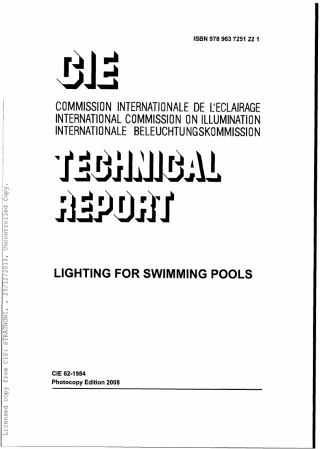 ISBN 978 963 7251 22 1
CIE
COMMISSION INTERNATIONALE DE L'ECLAIRAGE
INTERNATIONAL COMMISSION ON ILLUMINATION
INTERNATIONALE BELEUCHTUNGSKOMMISSION
TECHNICAL
REPORT
LIGHTING FOR SWIMMING POOLS
CIE 62-1984
Photocopy Edition 2008
Licensed copy from CIS: STRATHUNI, , 25/12/2013, Uncontrolled Copy.